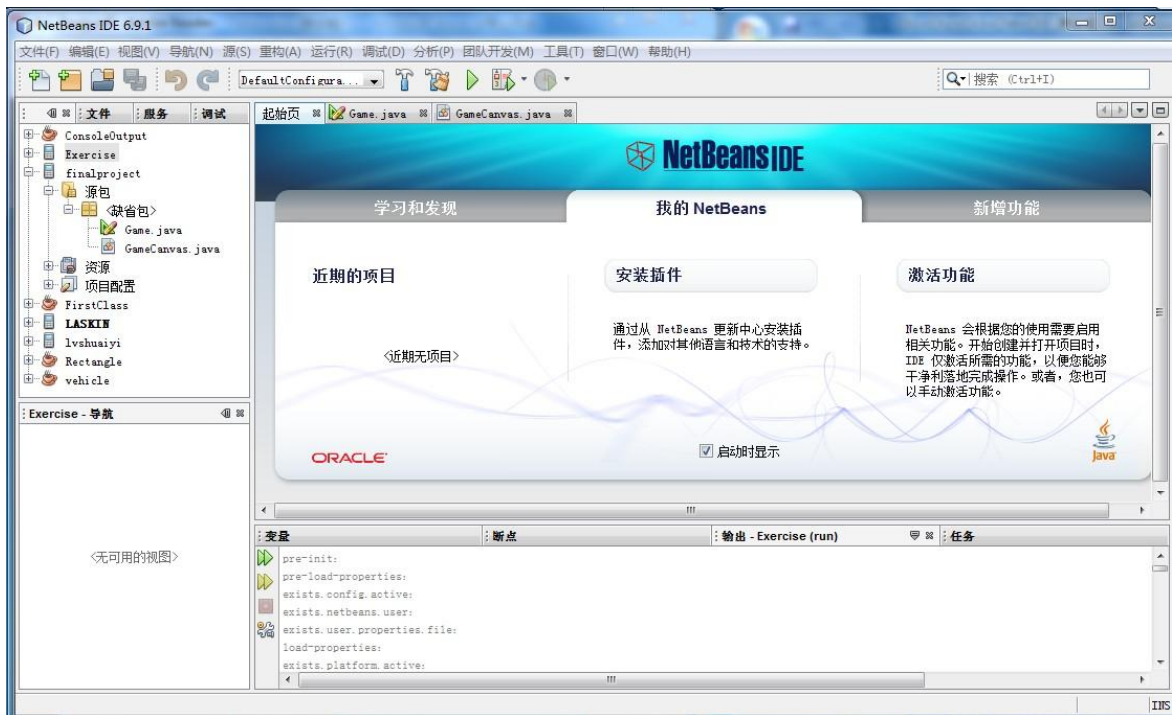 NetBeans IDE 6.9.1
文件(F) 编辑(E) 视图(V) 导航(N) 源(S) 重构(A) 运行(R) 调试(D) 分析(P) 团队开发(M) 工具(T) 窗口(W) 帮助(H)
DefaultConfigura...
搜索 (Ctrl+I)
文件 服务 调试
ConsoleOutput
Exercise
finalproject
源包
<缺省包>
Game.java
GameCanvas.java
资源
项目配置
FirstClass
LASKIN
lvshuaiyi
Rectangle
vehicle
Exercise - 导航
<无可用的视图>
起始页 Game.java GameCanvas.java
NetBeans IDE
学习和发现 我的 NetBeans 新增功能
近期的项目
<近期无项目>
安装插件
通过从 NetBeans 更新中心安装插
件，添加对其他语言和技术的支持。
激活功能
NetBeans 会根据您的使用需要启用
相关功能。开始创建并打开项目时，
IDE 仅激活所需的功能，以便您能够
干净利落地完成操作。或者，您也可
以手动激活功能。
ORACLE
启动时显示
Java
变量 断点 输出 - Exercise (run) 任务
pre-init:
pre-load-properties:
exists.config.active:
exists.netbeans.user:
exists.user.properties.file:
load-properties:
exists.platform.active:
INS